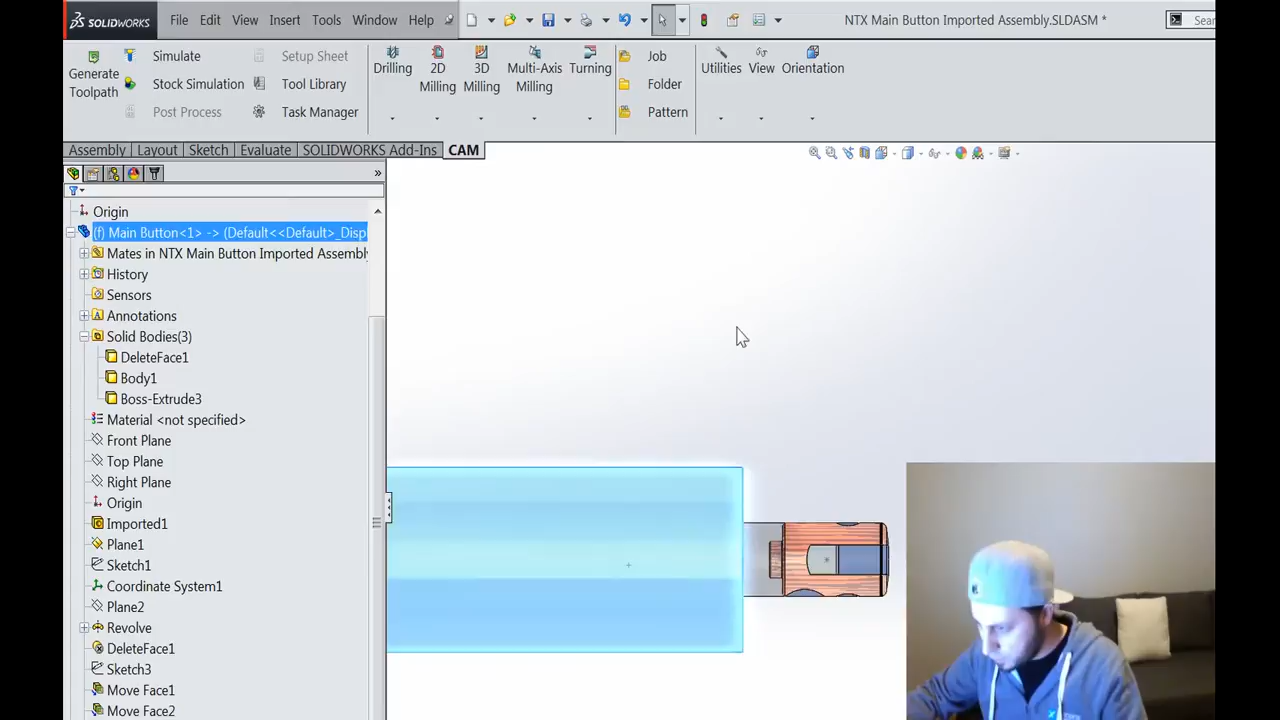 SOLIDWORKS File Edit View Insert Tools Window Help NTX Main Button Imported Assembly.SLDASM * Sear
Generate Toolpath
Simulate
Stock Simulation
Post Process
Setup Sheet
Tool Library
Task Manager
Drilling
2D Milling
3D Milling
Multi-Axis Milling
Turning
Job
Folder
Pattern
Utilities
View
Orientation
Assembly Layout Sketch Evaluate SOLIDWORKS Add-Ins CAM
»
Origin
(f) Main Button<1> -> (Default<<Default>_Disp
Mates in NTX Main Button Imported Assembly
History
Sensors
Annotations
Solid Bodies(3)
DeleteFace1
Body1
Boss-Extrude3
Material <not specified>
Front Plane
Top Plane
Right Plane
Origin
Imported1
Plane1
Sketch1
Coordinate System1
Plane2
Revolve
DeleteFace1
Sketch3
Move Face1
Move Face2